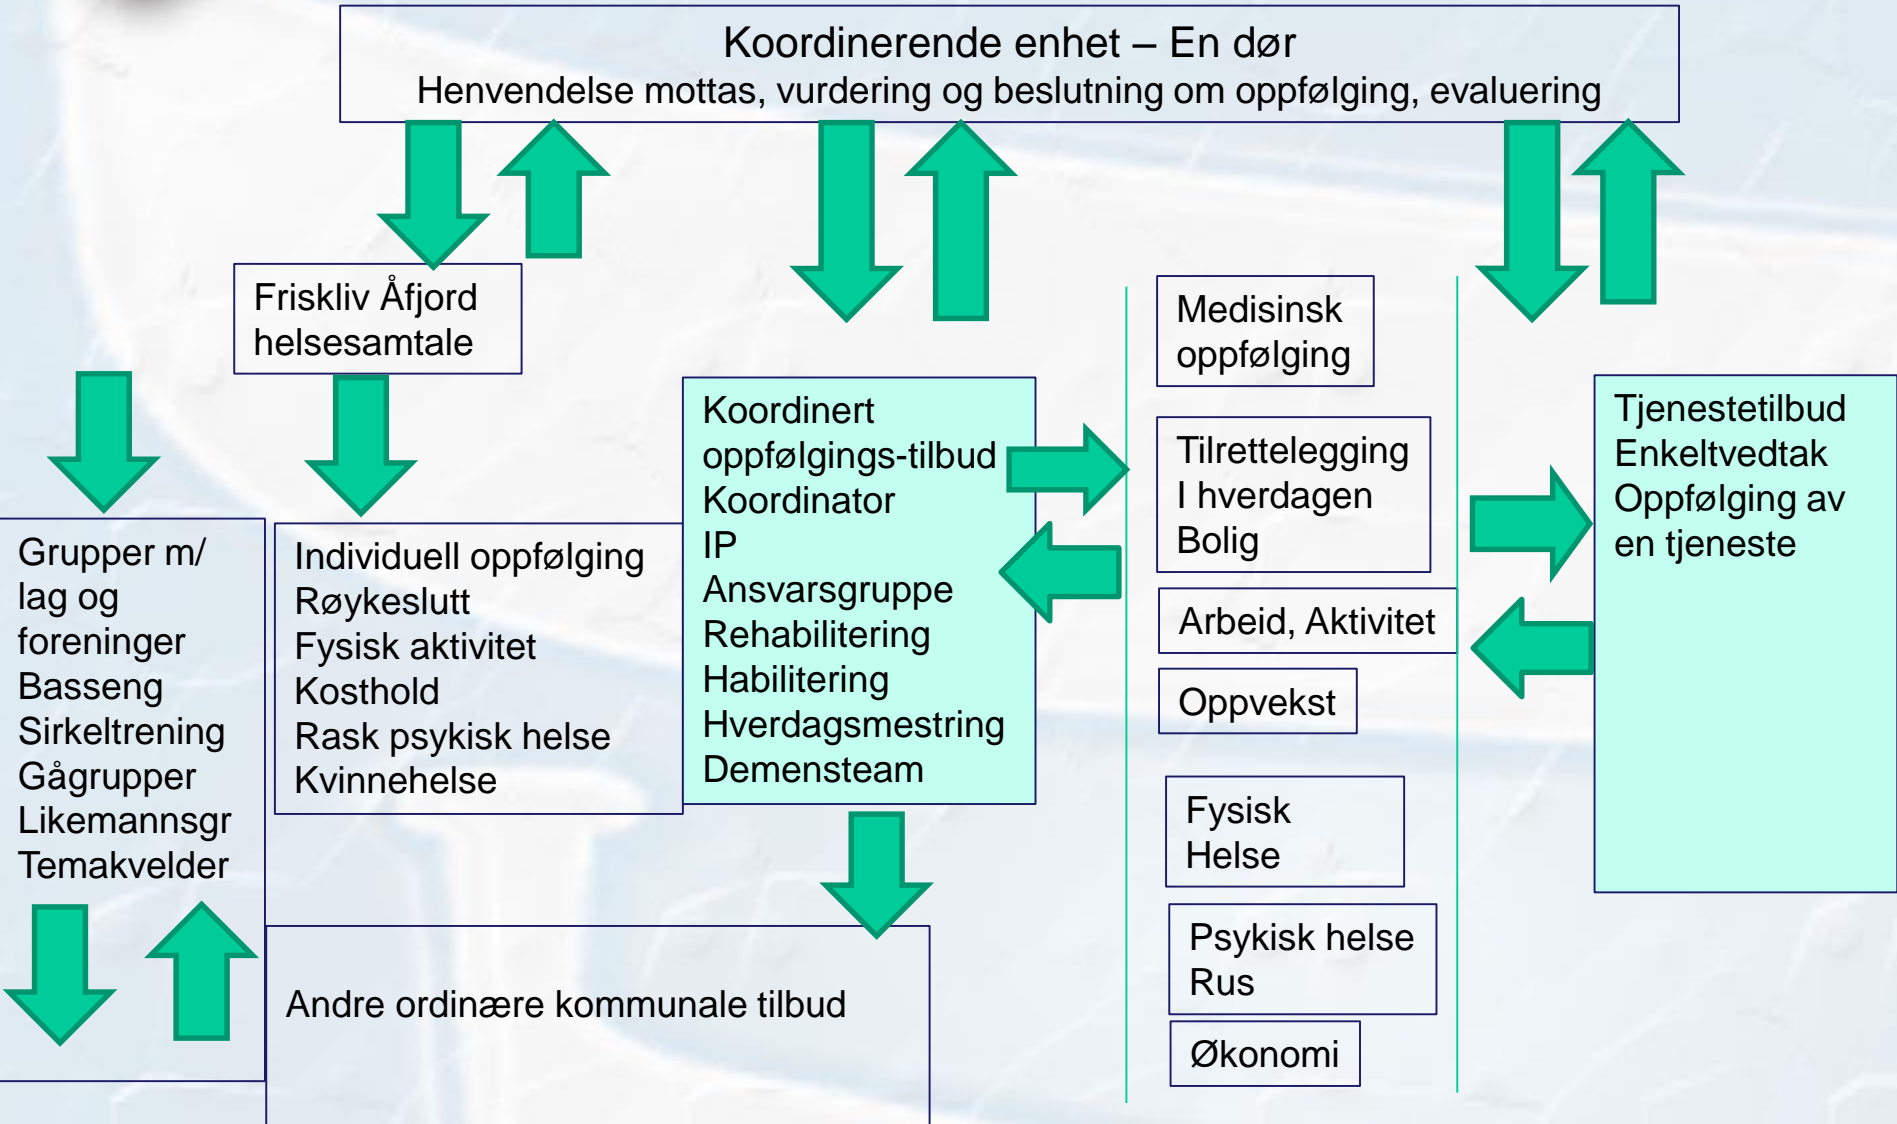 Koordinerende enhet – En dør
Henvendelse mottas, vurdering og beslutning om oppfølging, evaluering
Friskliv Åfjord
helsesamtale
Grupper m/
lag og
foreninger
Basseng
Sirkeltrening
Gågrupper
Likemannsgr
Temakvelder
Individuell oppfølging
Røykeslutt
Fysisk aktivitet
Kosthold
Rask psykisk helse
Kvinnehelse
Koordinert
oppfølgings-tilbud
Koordinator
IP
Ansvarsgruppe
Rehabilitering
Habilitering
Hverdagsmestring
Demensteam
Andre ordinære kommunale tilbud
Medisinsk
oppfølging
Tilrettelegging
I hverdagen
Bolig
Arbeid, Aktivitet
Oppvekst
Fysisk
Helse
Psykisk helse
Rus
Økonomi
Tjenestetilbud
Enkeltvedtak
Oppfølging av
en tjeneste